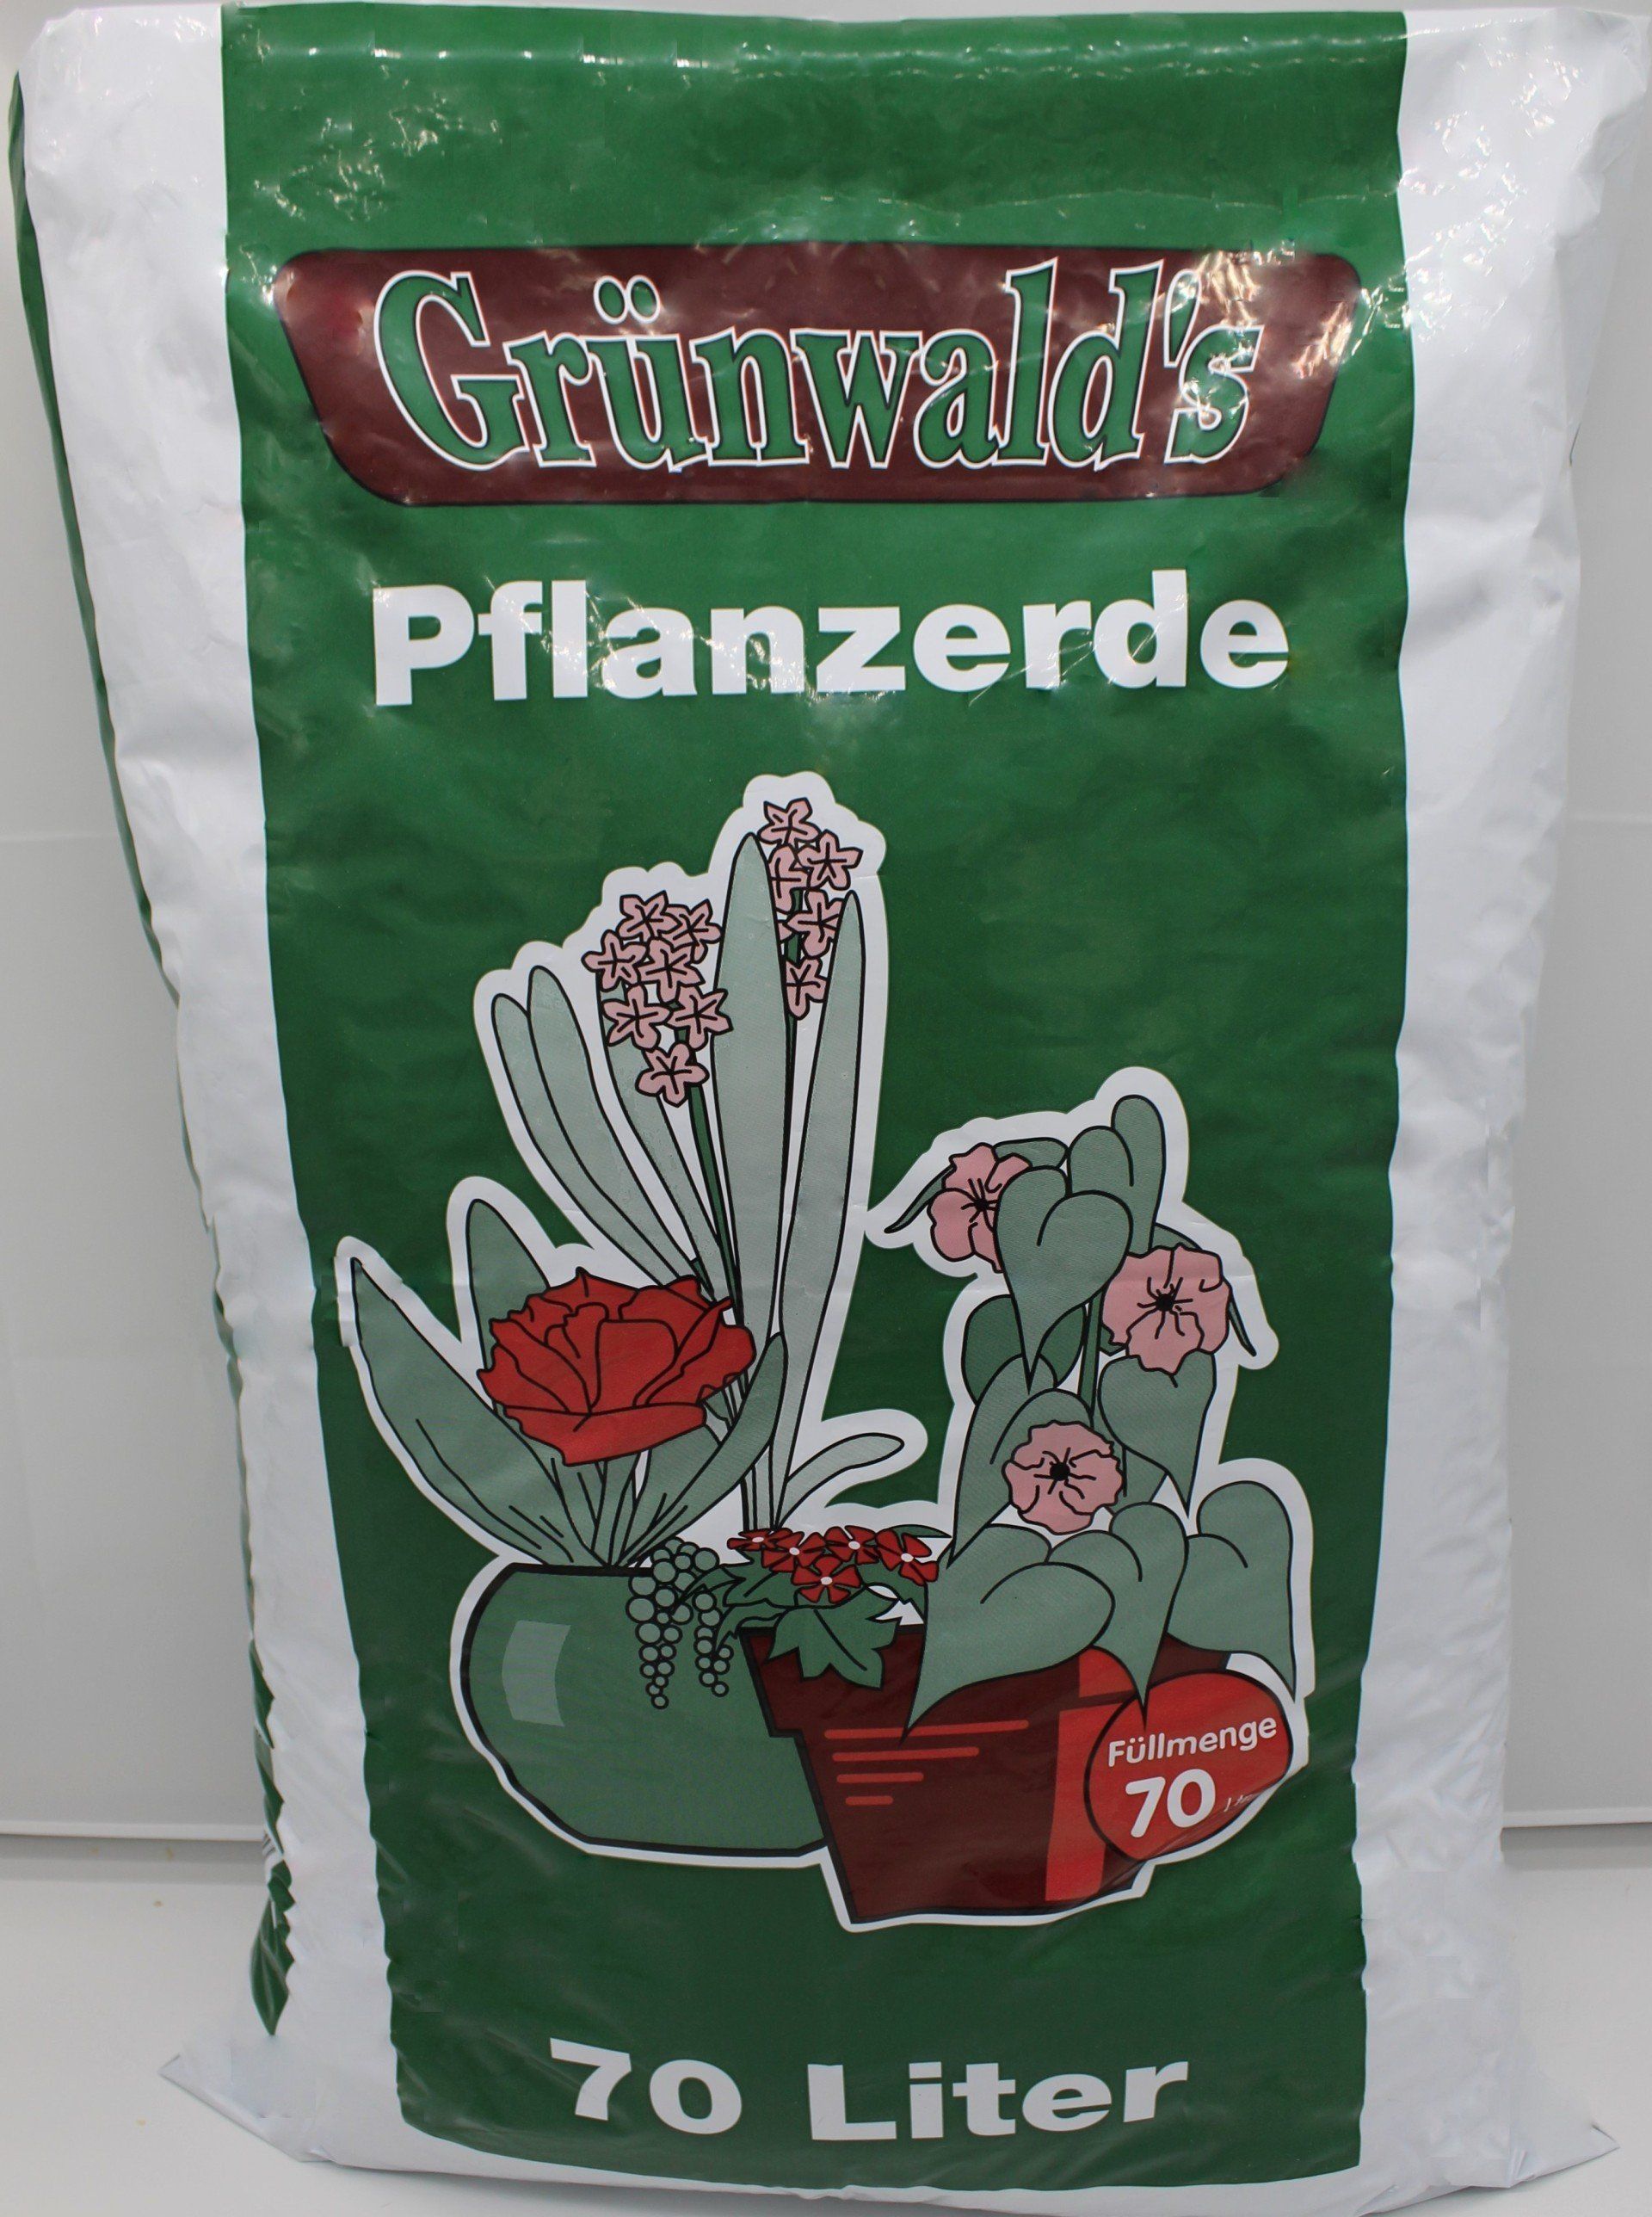 Grünwald's
Pflanzerde
Füllmenge
70
70 Liter